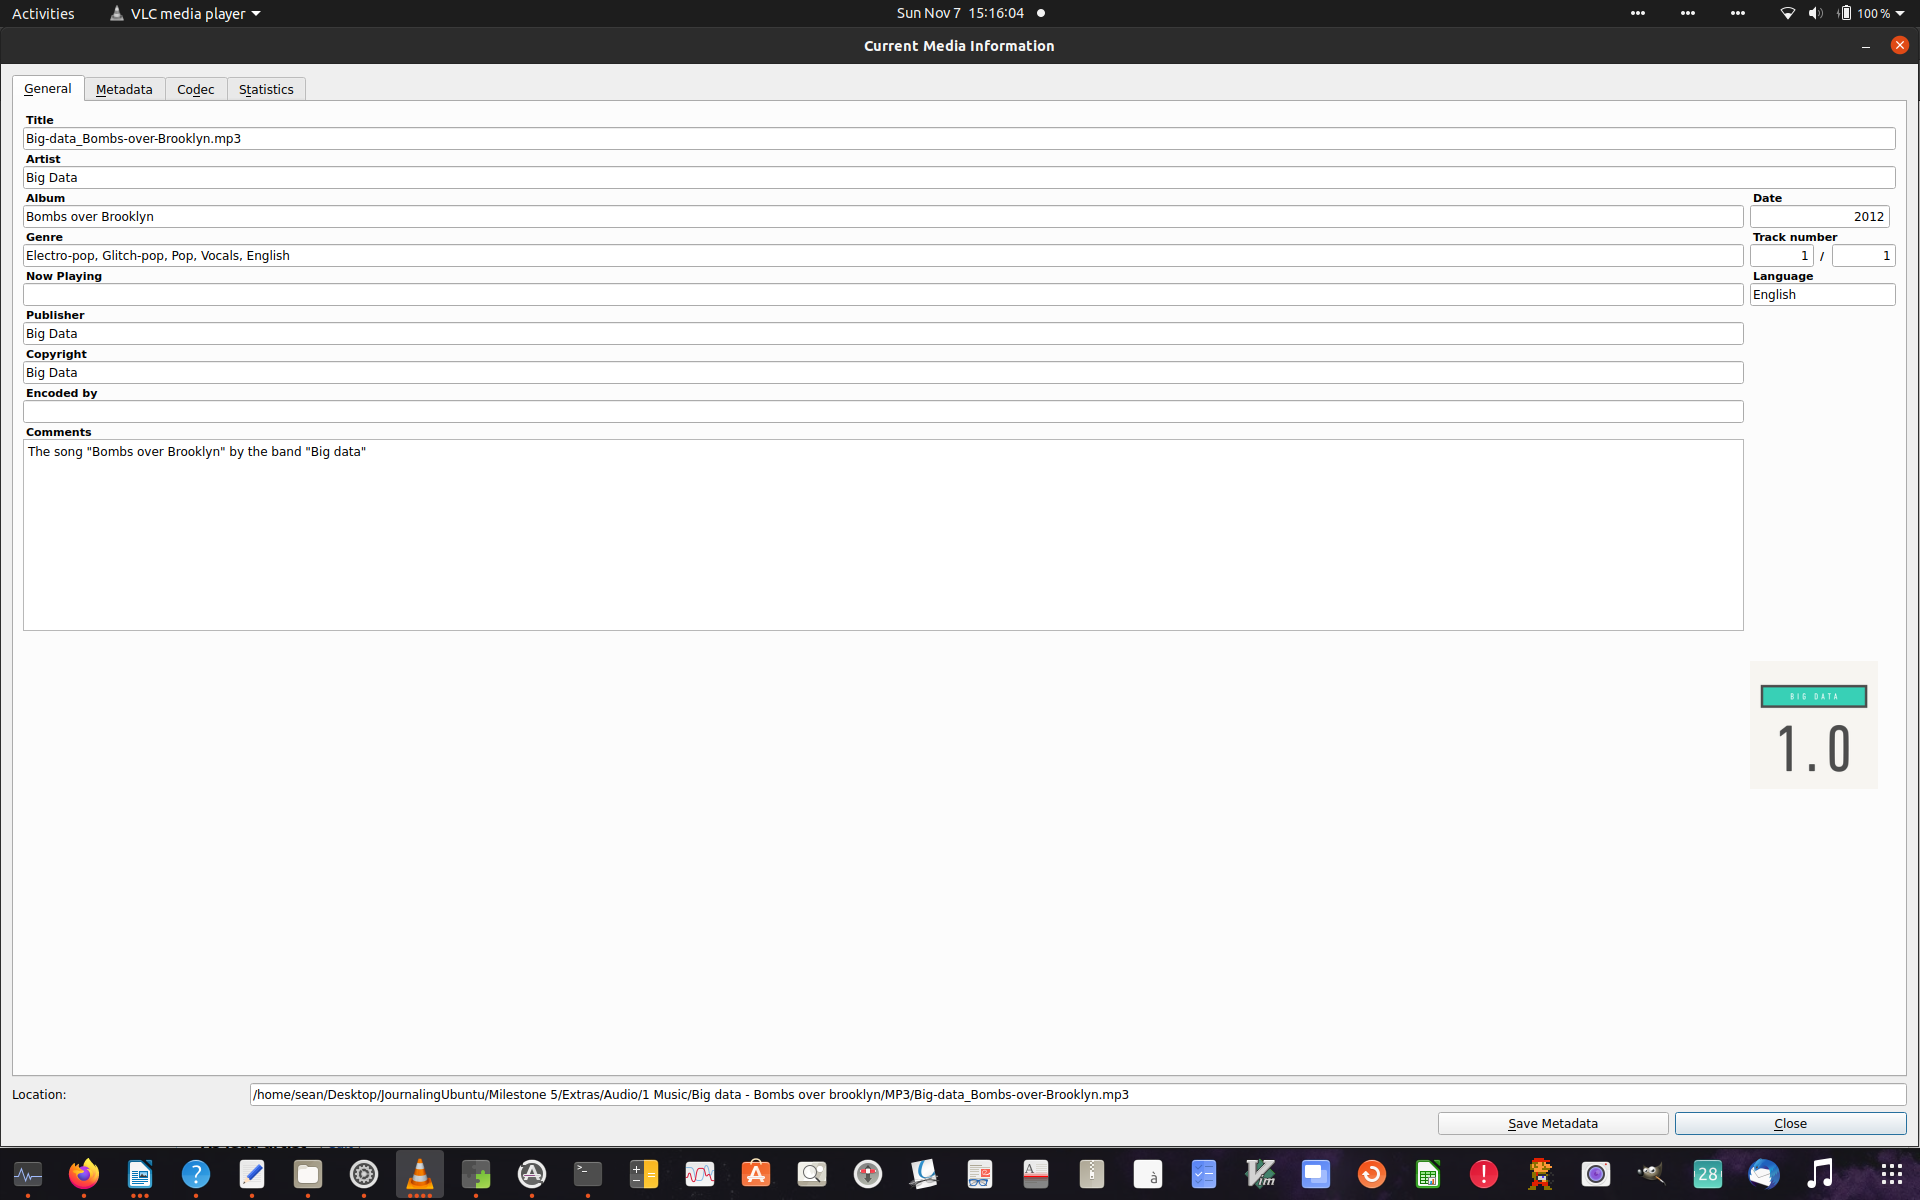 Activities
VLC media player
Sun Nov 7 15:16:04
100 %
Current Media Information
General
Metadata
Codec
Statistics
Title
Big-data_Bombs-over-Brooklyn.mp3
Artist
Big Data
Album
Date
Bombs over Brooklyn
2012
Genre
Track number
Electro-pop, Glitch-pop, Pop, Vocals, English
1 / 1
Now Playing
Language
English
Publisher
Big Data
Copyright
Big Data
Encoded by
Comments
The song "Bombs over Brooklyn" by the band "Big data"
BIG DATA
1.0
Location:
/home/sean/Desktop/JournalingUbuntu/Milestone 5/Extras/Audio/1 Music/Big data - Bombs over brooklyn/MP3/Big-data_Bombs-over-Brooklyn.mp3
Save Metadata
Close
28